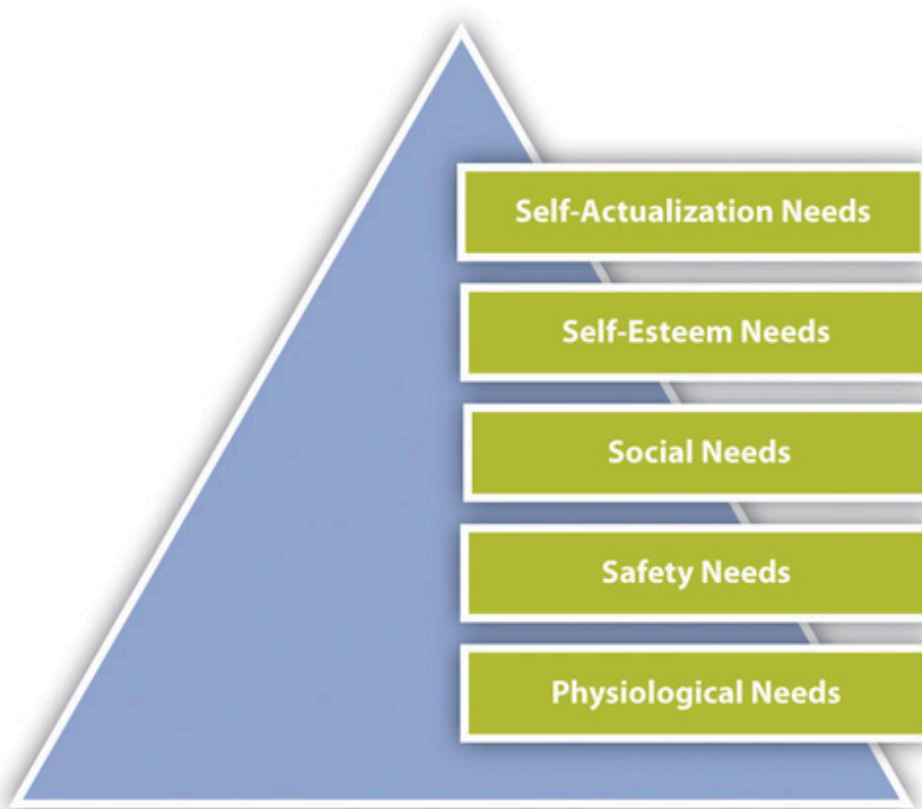 Self-Actualization Needs
Self-Esteem Needs
Social Needs
Safety Needs
Physiological Needs